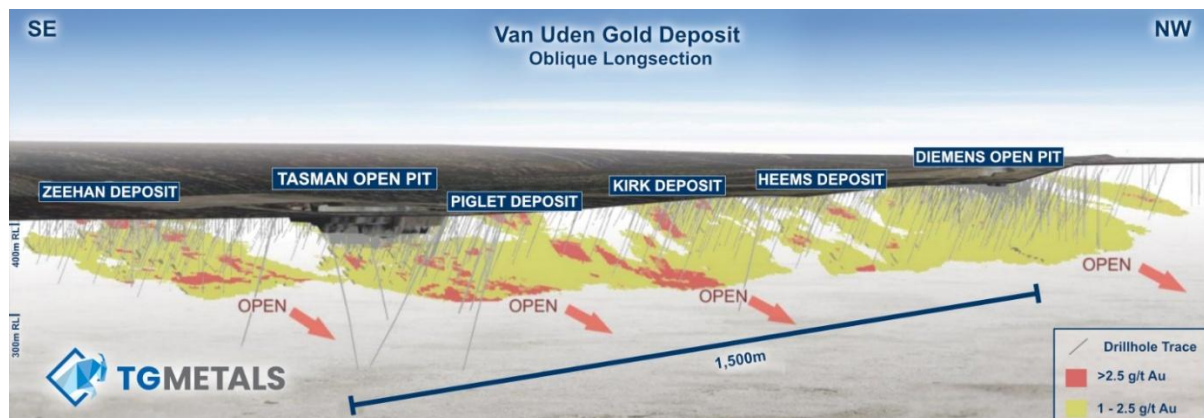 SE
Van Uden Gold Deposit
Oblique Longsection
NW
ZEEHAN DEPOSIT
TASMAN OPEN PIT
PIGLET DEPOSIT
KIRK DEPOSIT
HEEMS DEPOSIT
DIEMENS OPEN PIT
400m RL
300m RL
OPEN
OPEN
OPEN
OPEN
1,500m
TGMETALS
Drillhole Trace
>2.5 g/t Au
1 - 2.5 g/t Au